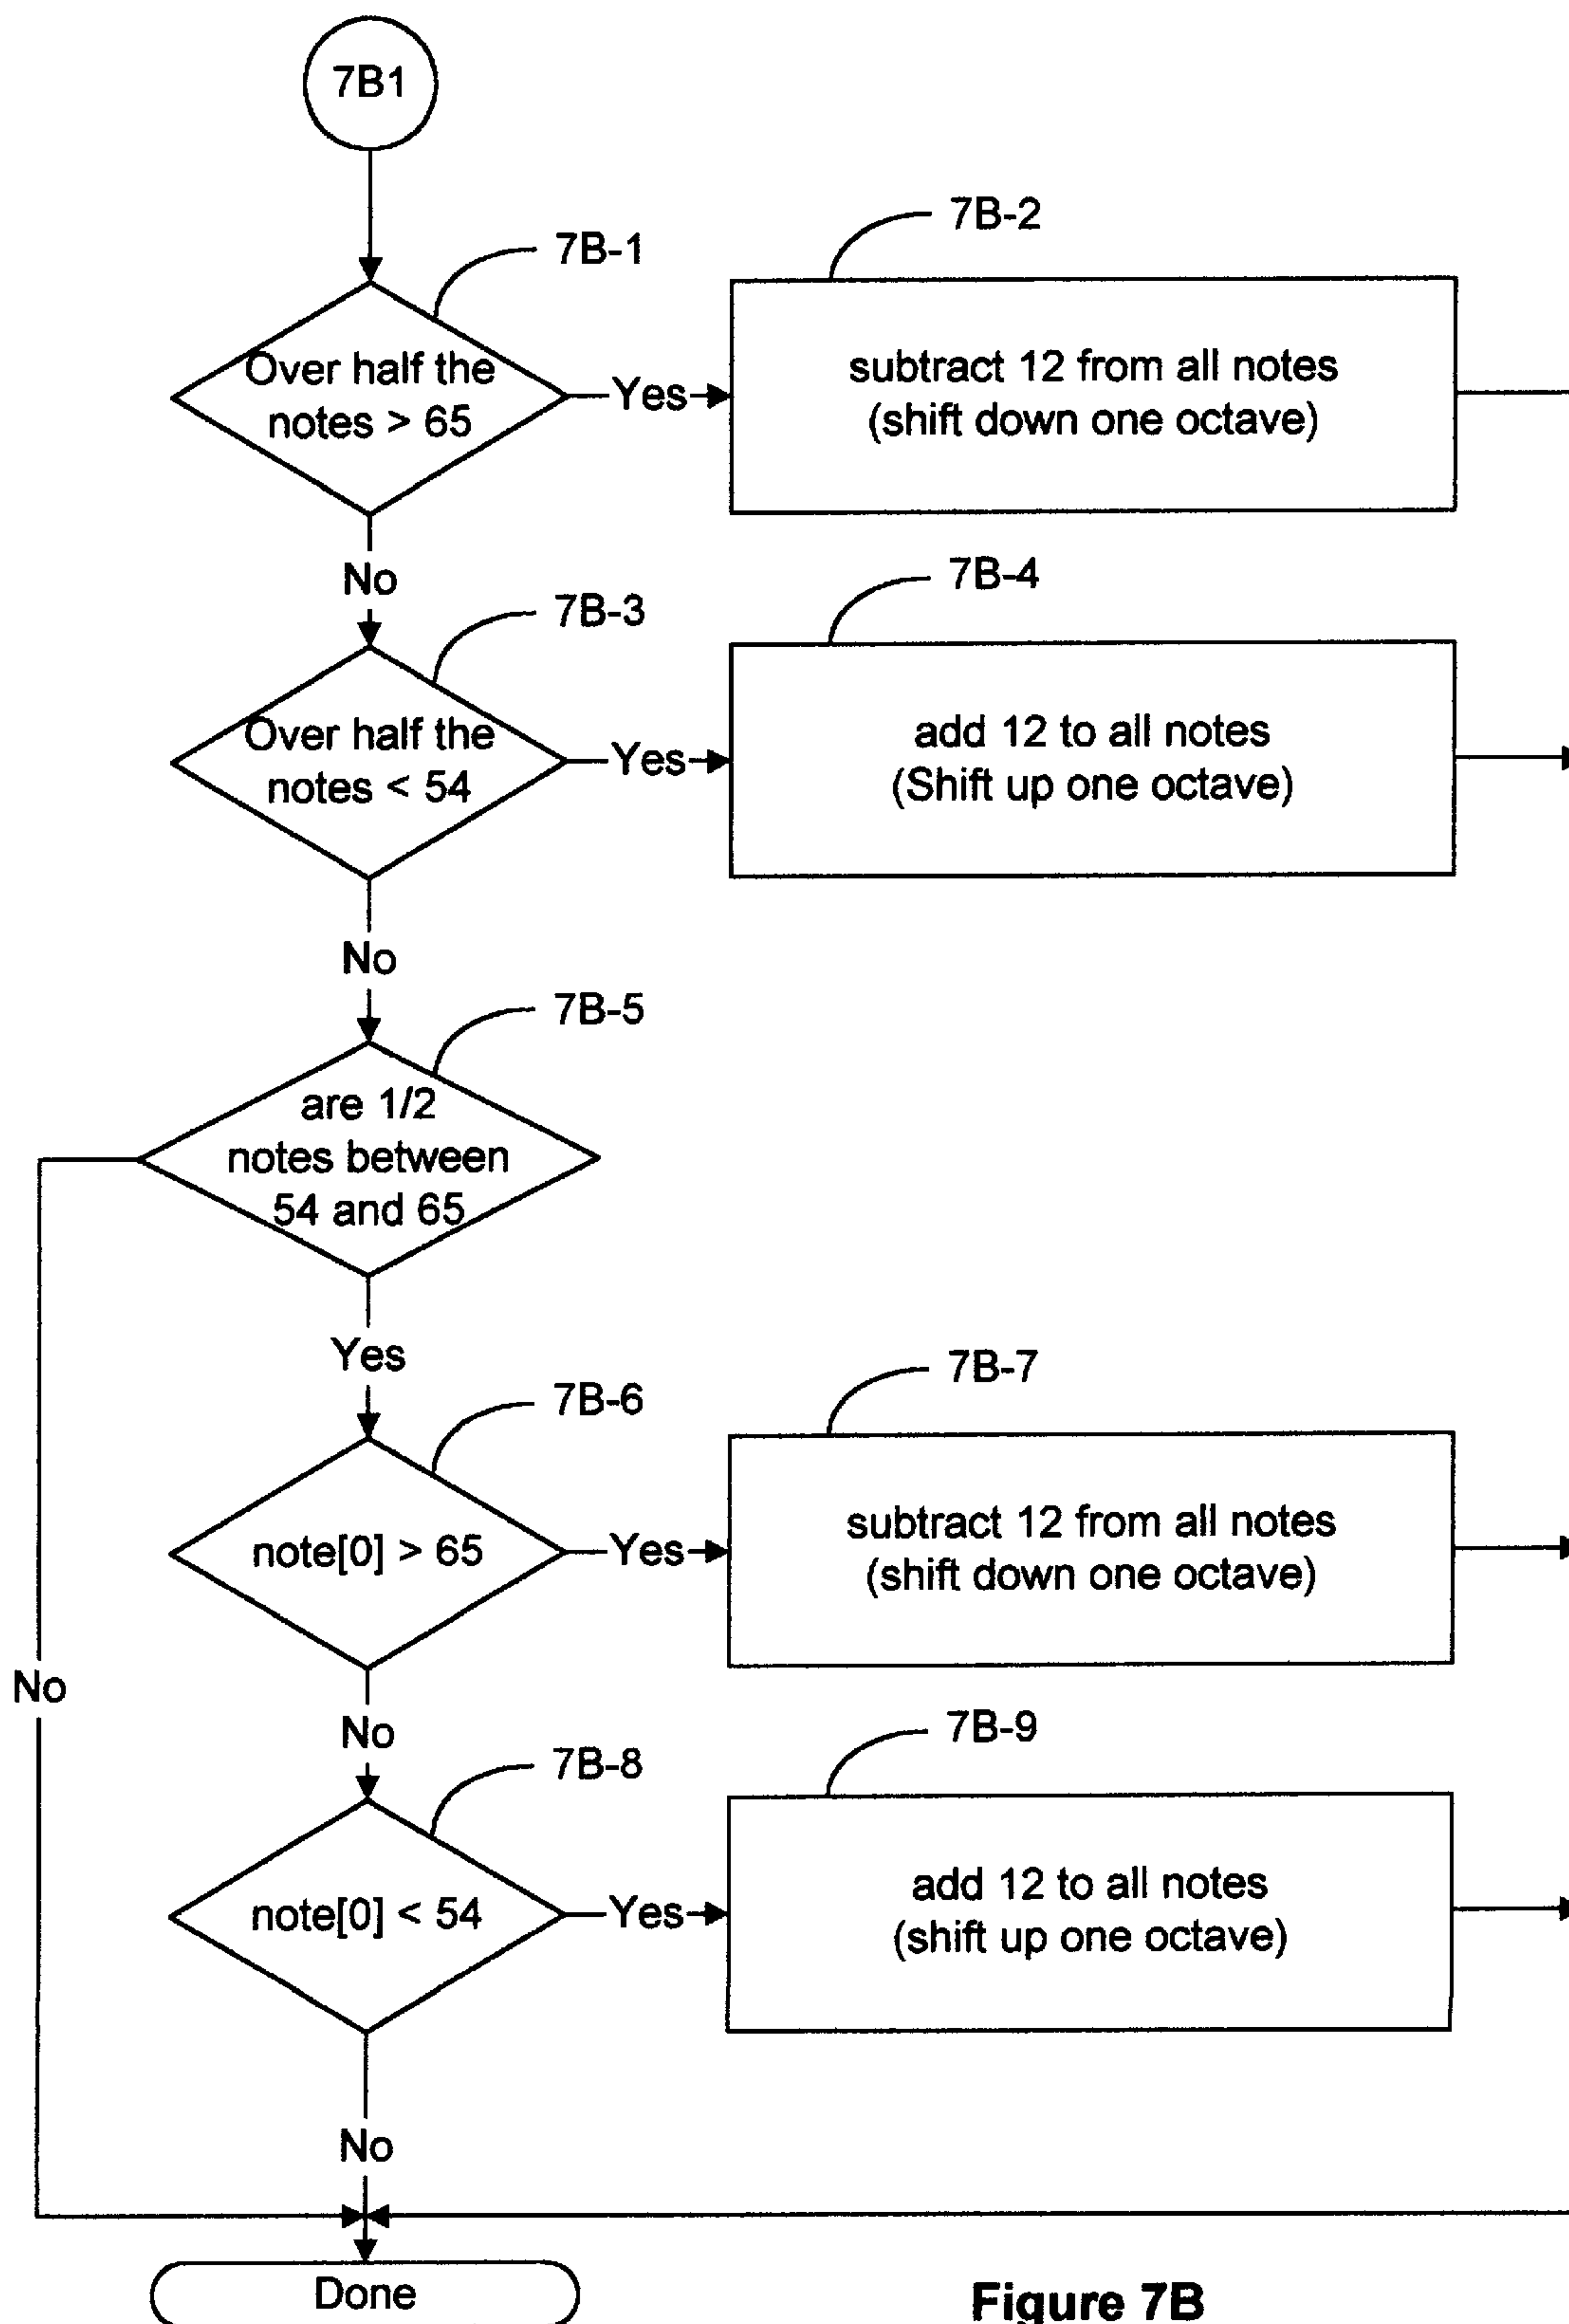 7B1
7B-1
7B-2
Over half the
notes > 65
Yes
subtract 12 from all notes
(shift down one octave)
No
7B-3
7B-4
Over half the
notes < 54
Yes
add 12 to all notes
(Shift up one octave)
No
7B-5
are 1/2
notes between
54 and 65
Yes
7B-6
7B-7
note[0] > 65
Yes
subtract 12 from all notes
(shift down one octave)
No
No
7B-8
7B-9
note[0] < 54
Yes
add 12 to all notes
(shift up one octave)
No
Done
Figure 7B